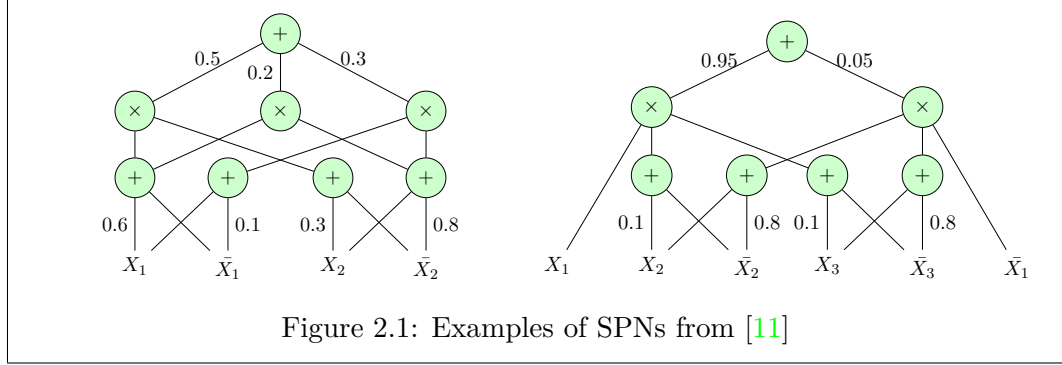 + +
0.5 0.2 0.3 0.95 0.05
× × × × ×
+ + + + + + + +
0.6 0.1 0.3 0.8 0.1 0.8 0.1 0.8
X₁ X̄₁ X₂ X̄₂ X₁ X₂ X̄₂ X₃ X̄₃ X̄₁
Figure 2.1: Examples of SPNs from [11]